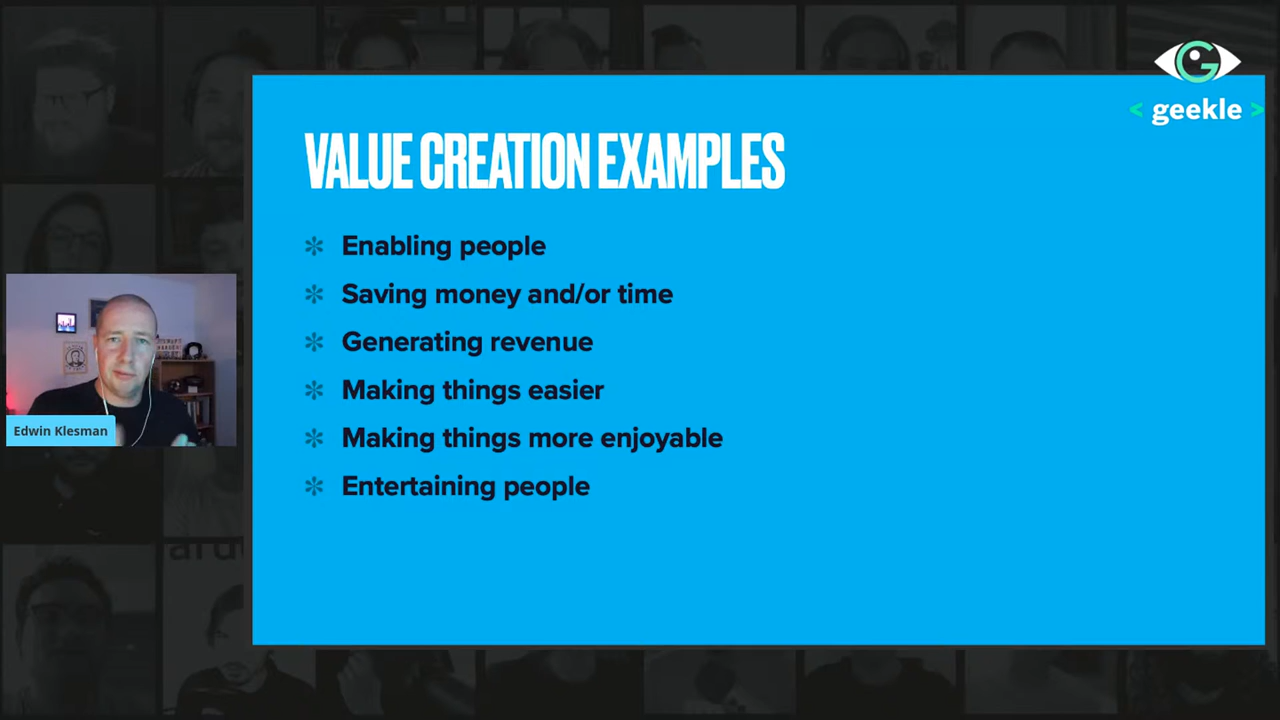 < geekle >
VALUE CREATION EXAMPLES
✻ Enabling people
✻ Saving money and/or time
✻ Generating revenue
✻ Making things easier
✻ Making things more enjoyable
✻ Entertaining people
Edwin Klesman